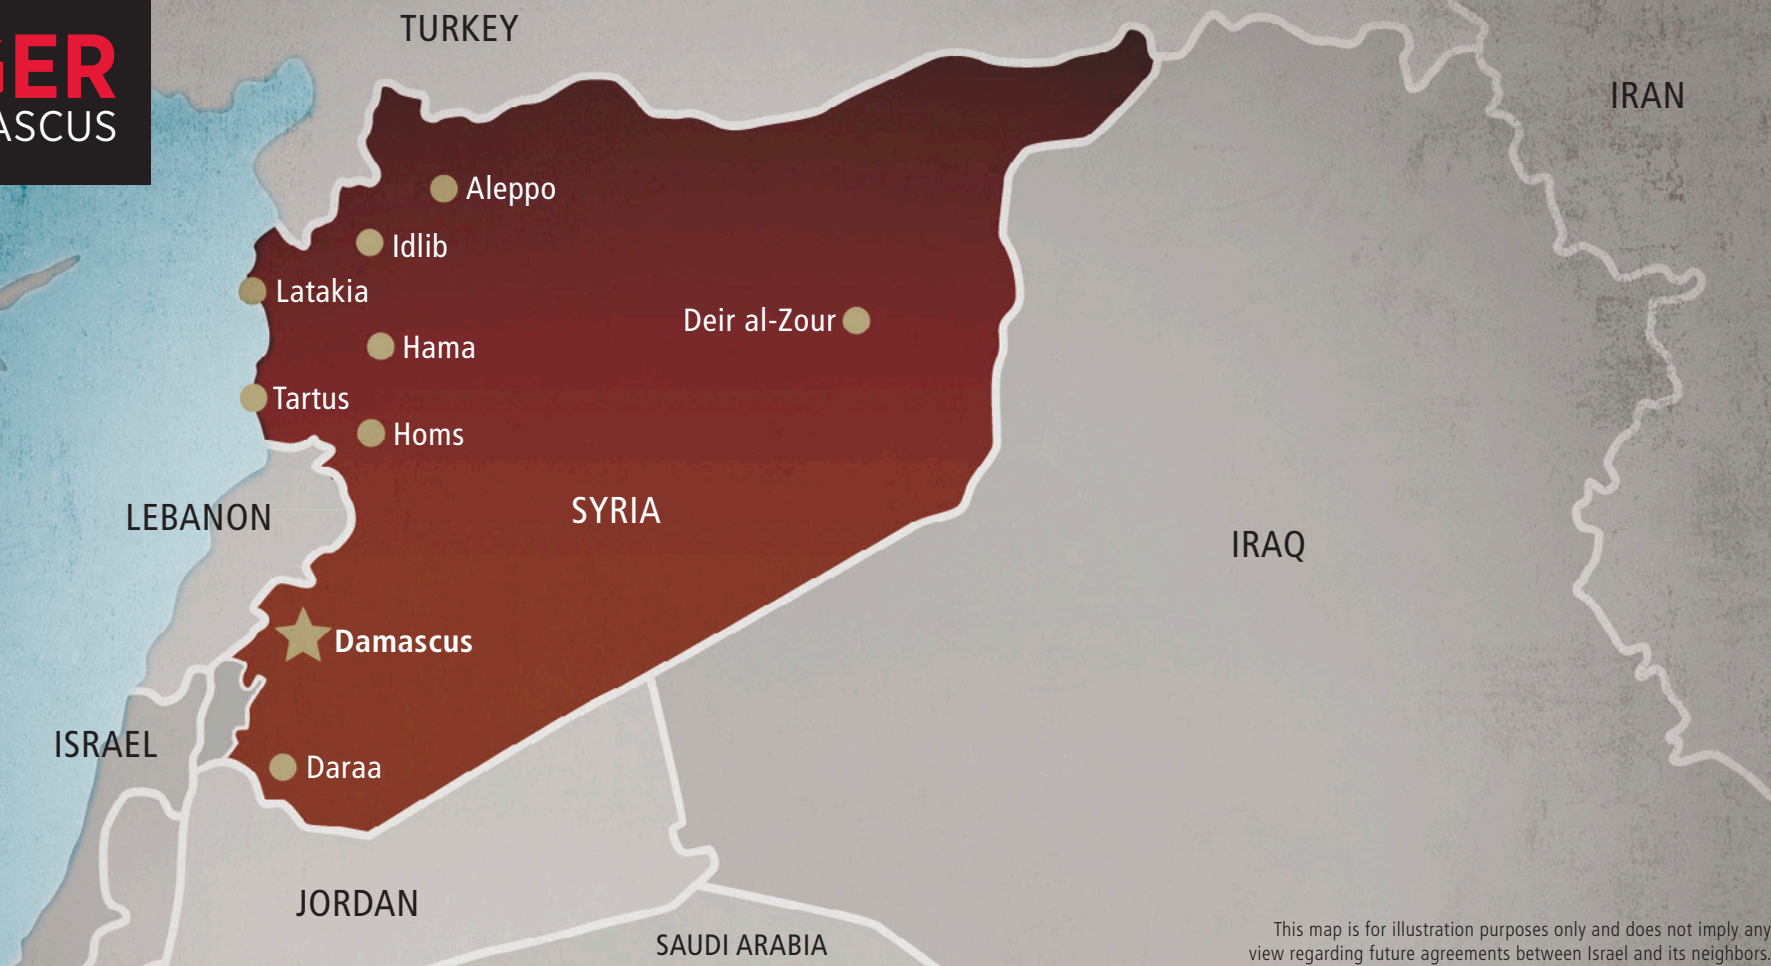 TURKEY
IRAN
Aleppo
Idlib
Latakia
Deir al-Zour
Hama
Tartus
Homs
SYRIA
LEBANON
IRAQ
Damascus
ISRAEL
Daraa
JORDAN
SAUDI ARABIA
This map is for illustration purposes only and does not imply any
view regarding future agreements between Israel and its neighbors.